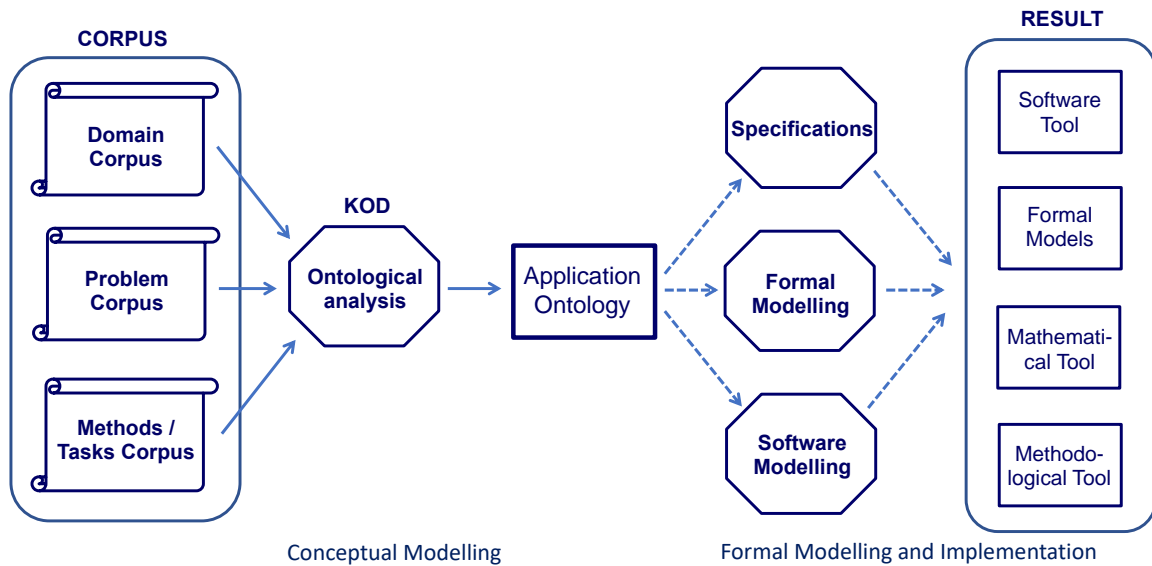 CORPUS
Domain
Corpus
Problem
Corpus
Methods /
Tasks Corpus
KOD
Ontological
analysis
Application
Ontology
Specifications
Formal
Modelling
Software
Modelling
RESULT
Software
Tool
Formal
Models
Mathemati-
cal Tool
Methodo-
logical Tool
Conceptual Modelling
Formal Modelling and Implementation